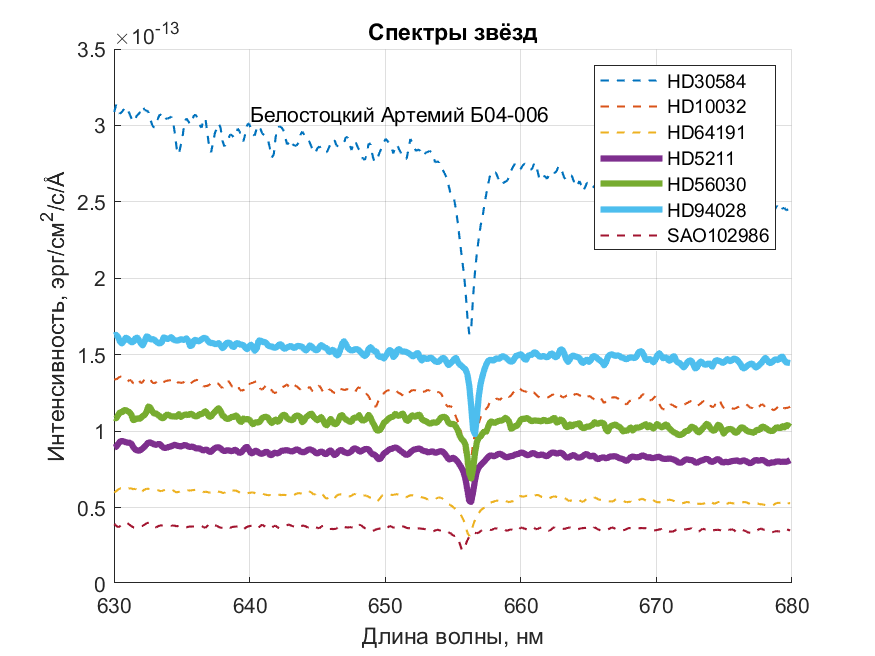 Спектры звёзд
×10-13
3.5
3
2.5
2
1.5
1
0.5
0
Интенсивность, эрг/см2/с/Å
Белостоцкий Артемий Б04-006
HD30584
HD10032
HD64191
HD5211
HD56030
HD94028
SAO102986
630
640
650
660
670
680
Длина волны, нм